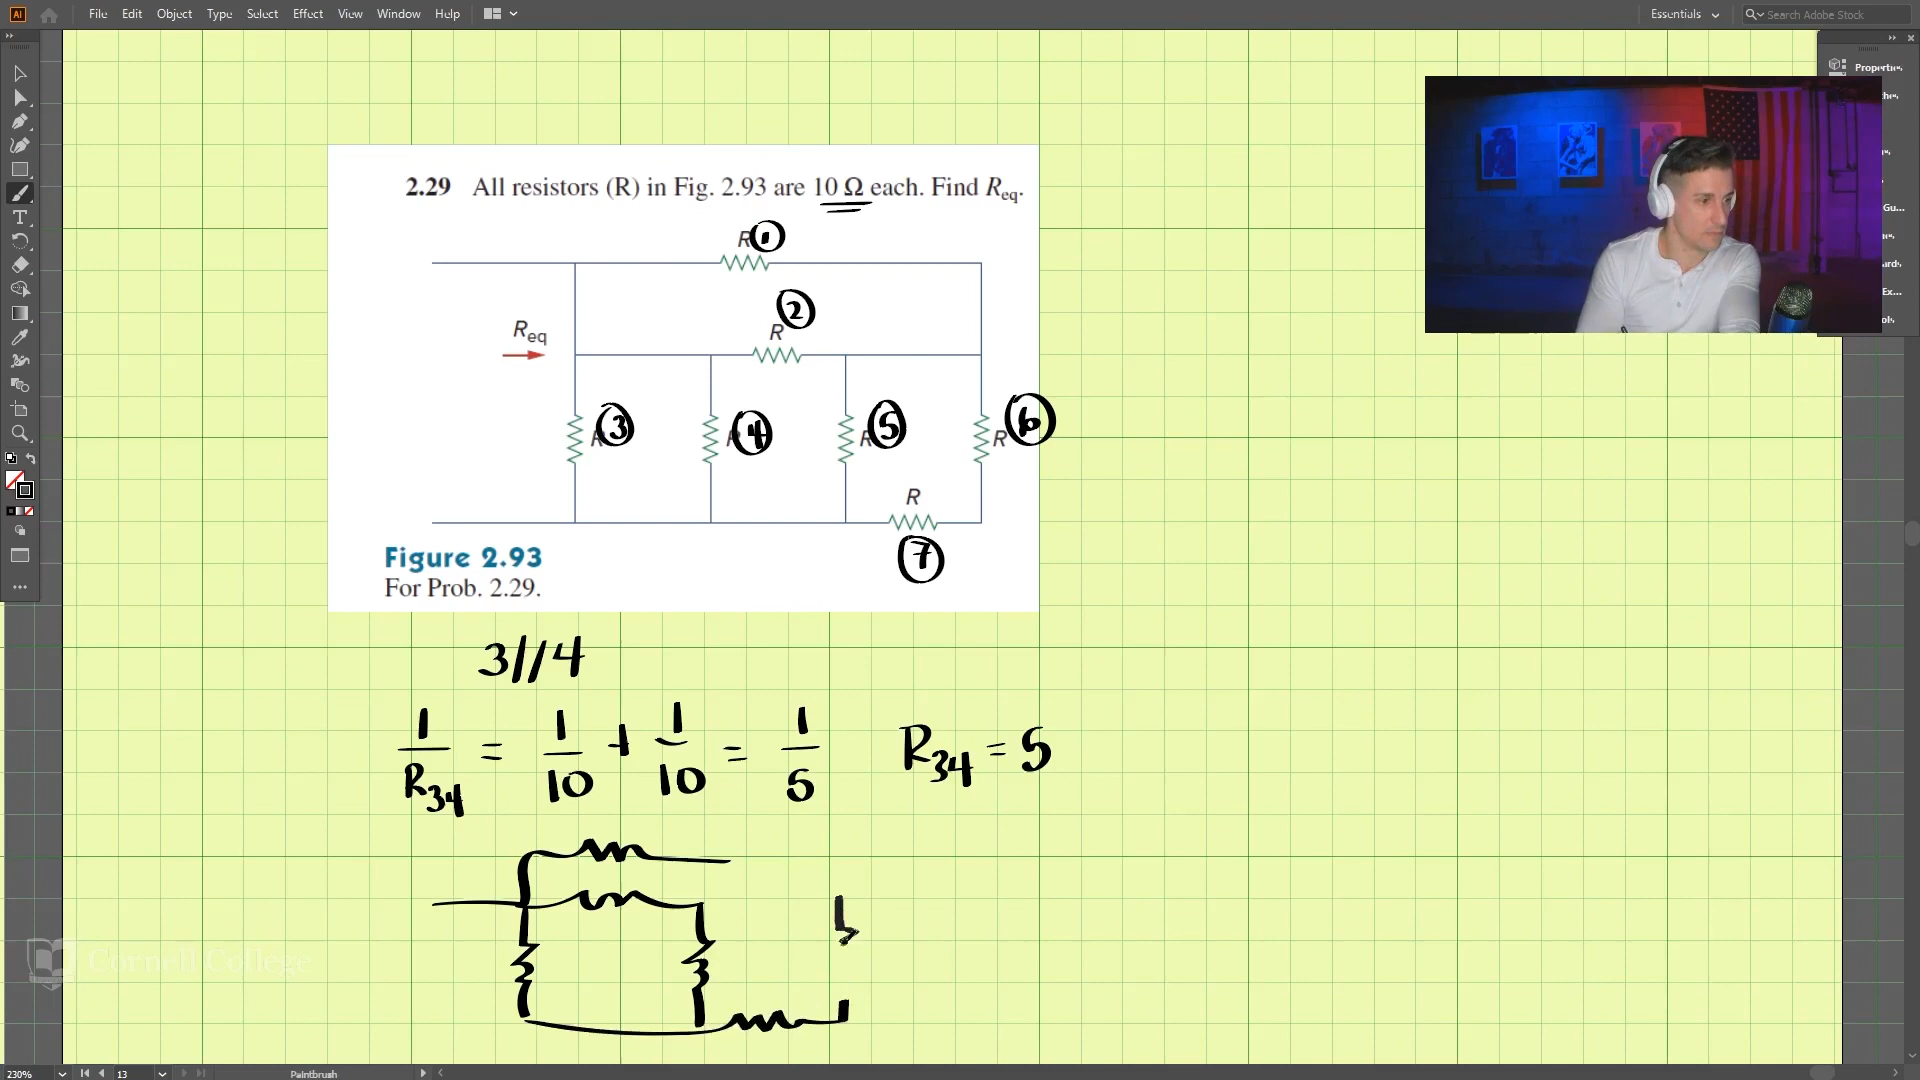 Ai File Edit Object Type Select Effect View Window Help Essentials Search Adobe Stock
Properties
2.29 All resistors (R) in Fig. 2.93 are 10 Ω each. Find Req.
R 1
2
R
Req
R 3 4 R 5 R 6
R
7
Figure 2.93
For Prob. 2.29.
3//4
1/R34 = 1/10 + 1/10 = 1/5 R34 = 5
Cornell College
230% 13 Paintbrush